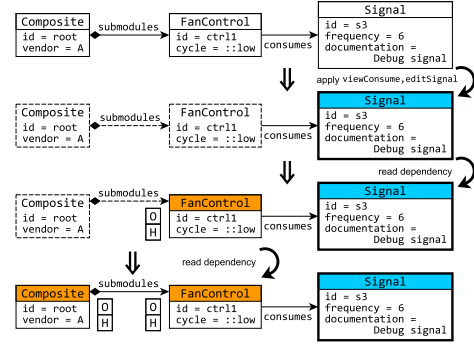 Composite
id = root
vendor = A
submodules
FanControl
id = ctrl1
cycle = ::low
consumes
Signal
id = s3
frequency = 6
documentation =
Debug signal
apply viewConsume,editSignal
Composite
id = root
vendor = A
submodules
FanControl
id = ctrl1
cycle = ::low
consumes
Signal
id = s3
frequency = 6
documentation =
Debug signal
read dependency
Composite
id = root
vendor = A
submodules
O
H
FanControl
id = ctrl1
cycle = ::low
consumes
Signal
id = s3
frequency = 6
documentation =
Debug signal
read dependency
Composite
id = root
vendor = A
submodules
O
H
O
H
FanControl
id = ctrl1
cycle = ::low
consumes
Signal
id = s3
frequency = 6
documentation =
Debug signal